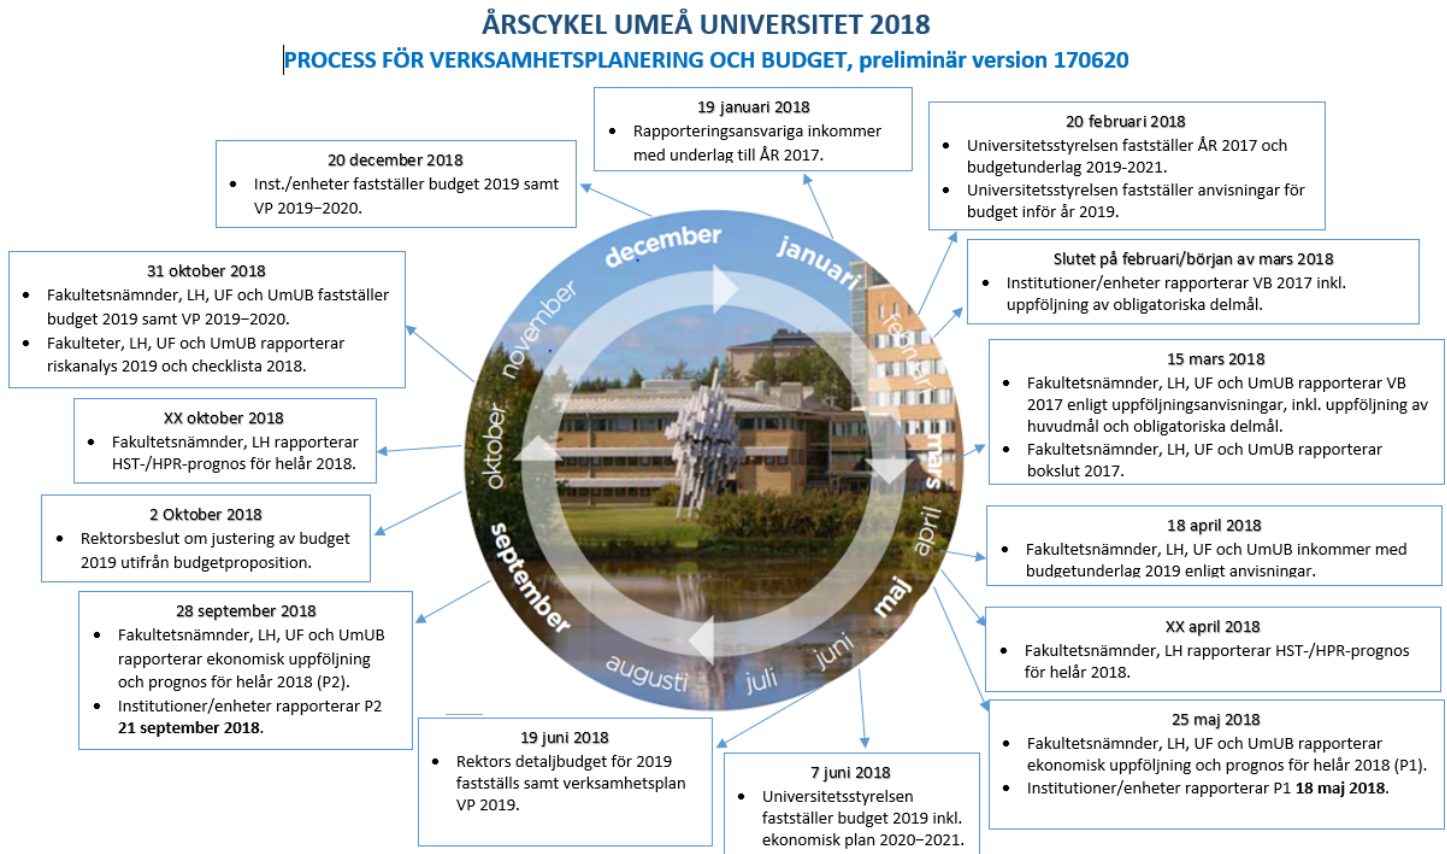 ÅRSCYKEL UMEÅ UNIVERSITET 2018
PROCESS FÖR VERKSAMHETSPLANERING OCH BUDGET, preliminär version 170620
19 januari 2018
• Rapporteringsansvariga inkommer
med underlag till ÅR 2017.
20 februari 2018
• Universitetsstyrelsen fastställer ÅR 2017 och
budgetunderlag 2019-2021.
• Universitetsstyrelsen fastställer anvisningar för
budget inför år 2019.
Slutet på februari/början av mars 2018
• Institutioner/enheter rapporterar VB 2017 inkl.
uppföljning av obligatoriska delmål.
15 mars 2018
• Fakultetsnämnder, LH, UF och UmUB rapporterar VB
2017 enligt uppföljningsanvisningar, inkl. uppföljning av
huvudmål och obligatoriska delmål.
• Fakultetsnämnder, LH, UF och UmUB rapporterar
bokslut 2017.
18 april 2018
• Fakultetsnämnder, LH, UF och UmUB inkommer med
budgetunderlag 2019 enligt anvisningar.
XX april 2018
• Fakultetsnämnder, LH rapporterar HST-/HPR-prognos
för helår 2018.
25 maj 2018
• Fakultetsnämnder, LH, UF och UmUB rapporterar
ekonomisk uppföljning och prognos för helår 2018 (P1).
• Institutioner/enheter rapporterar P1 18 maj 2018.
7 juni 2018
• Universitetsstyrelsen
fastställer budget 2019 inkl.
ekonomisk plan 2020–2021.
19 juni 2018
• Rektors detaljbudget för 2019
fastställs samt verksamhetsplan
VP 2019.
28 september 2018
• Fakultetsnämnder, LH, UF och UmUB
rapporterar ekonomisk uppföljning
och prognos för helår 2018 (P2).
• Institutioner/enheter rapporterar P2
21 september 2018.
2 Oktober 2018
• Rektorsbeslut om justering av budget
2019 utifrån budgetproposition.
XX oktober 2018
• Fakultetsnämnder, LH rapporterar
HST-/HPR-prognos för helår 2018.
31 oktober 2018
• Fakultetsnämnder, LH, UF och UmUB fastställer
budget 2019 samt VP 2019–2020.
• Fakulteter, LH, UF och UmUB rapporterar
riskanalys 2019 och checklista 2018.
20 december 2018
• Inst./enheter fastställer budget 2019 samt
VP 2019–2020.
januari
februari
mars
april
maj
juni
juli
augusti
september
oktober
november
december